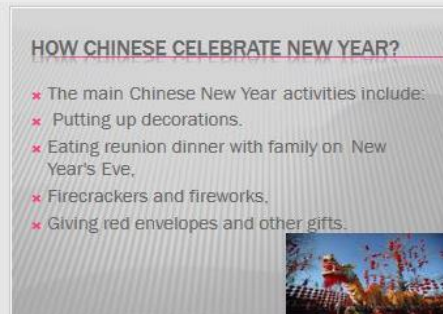 HOW CHINESE CELEBRATE NEW YEAR?
The main Chinese New Year activities include:
Putting up decorations.
Eating reunion dinner with family on New
Year's Eve,
Firecrackers and fireworks,
Giving red envelopes and other gifts.